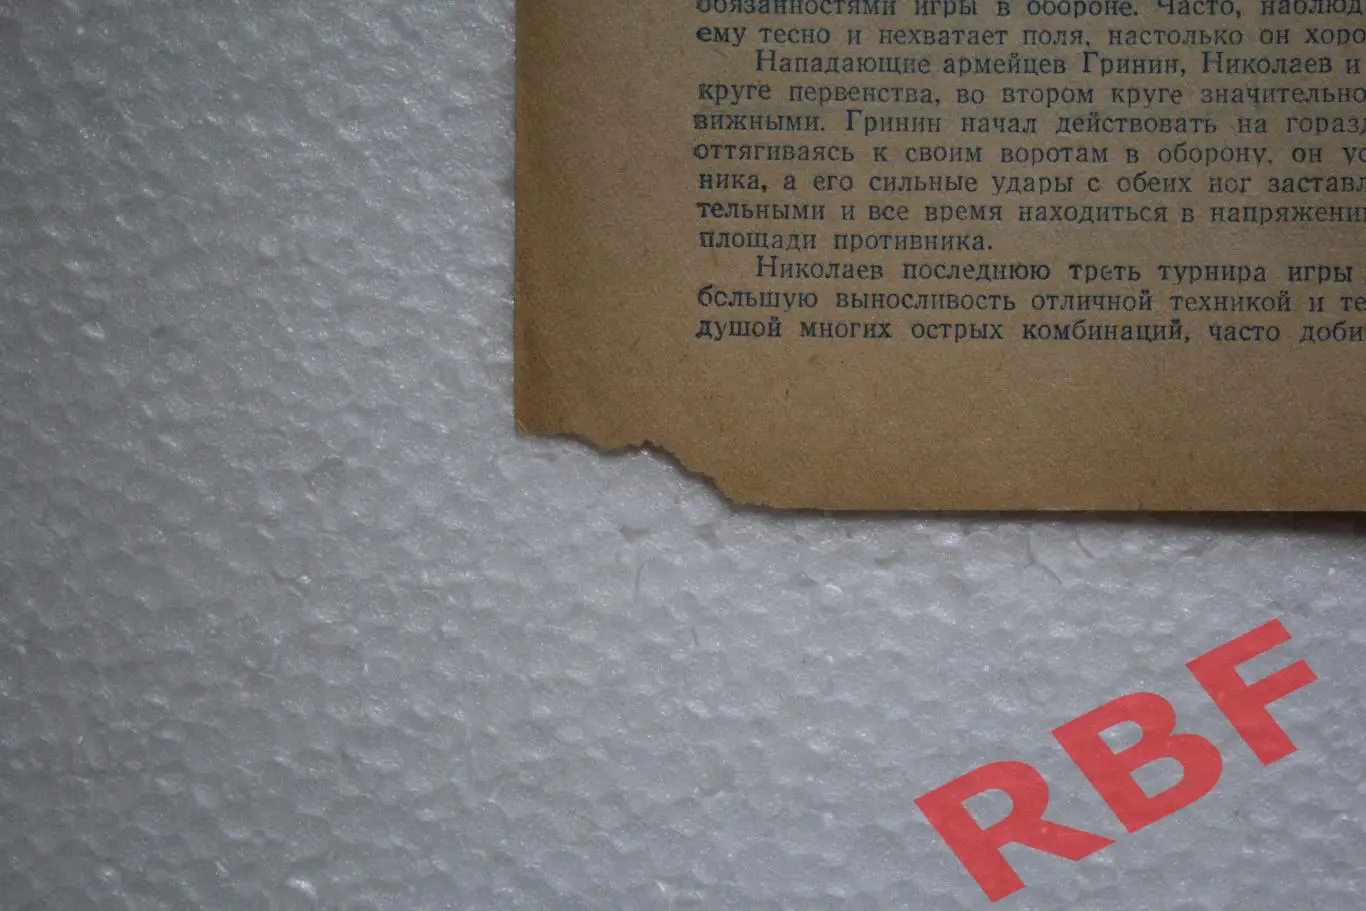 обязанностями игры в обороне. Часто, наблюд
ему тесно и нехватает поля, настолько он хоро
Нападающие армейцев Гринин, Николаев и
круге первенства, во втором круге значительно
вижными. Гринин начал действовать на горазд
оттягиваясь к своим воротам в оборону, он ус
ника, а его сильные удары с обеих ног заставл
тельными и все время находиться в напряжени
площади противника.
Николаев последнюю треть турнира игры
большую выносливость отличной техникой и те
душой многих острых комбинаций, часто доби
RBF